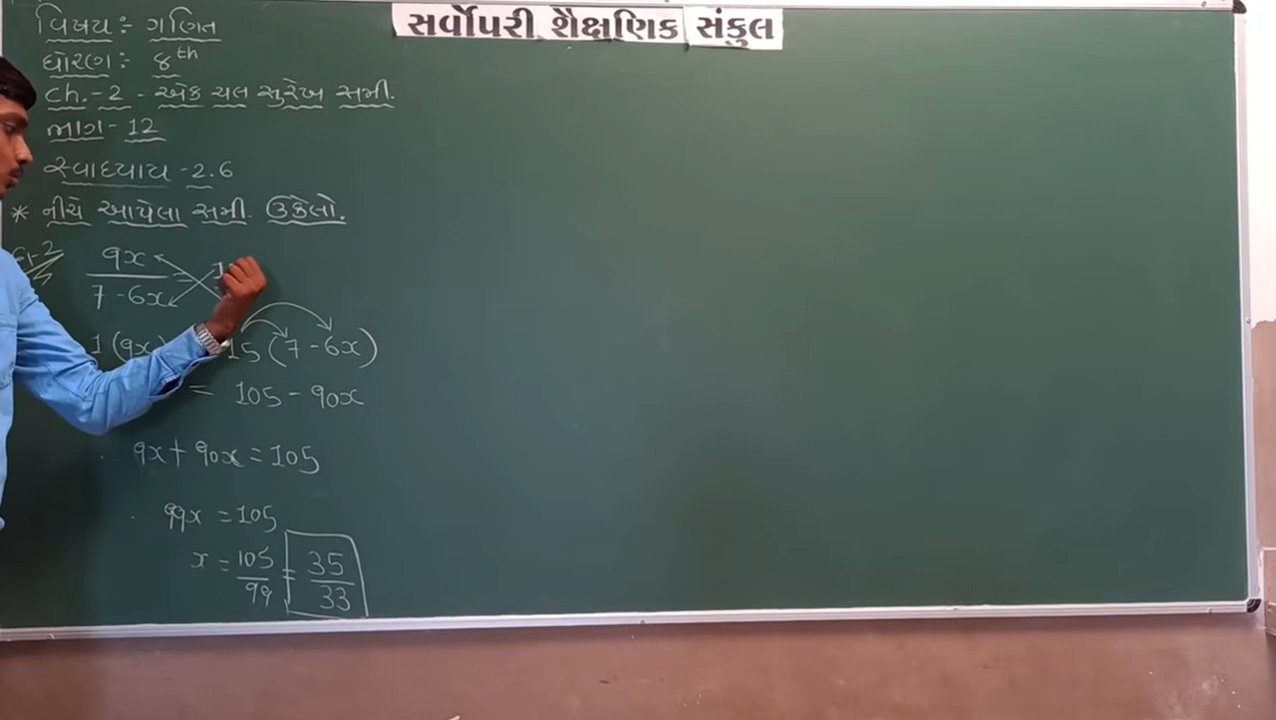 સર્વોપરી શૈક્ષણિક સંકુલ
વિષય : ગણિત
ધોરણ : 8th
Ch.-2 - એક ચલ સુરેખ સમી.
ભાગ - 12
સ્વાધ્યાય - 2.6
* નીચે આપેલા સમી. ઉકેલો.
9x
7 - 6x =
1(9x) 15(7 - 6x)
= 105 - 90x
9x + 90x = 105
99x = 105
x = 105/99 = 35/33